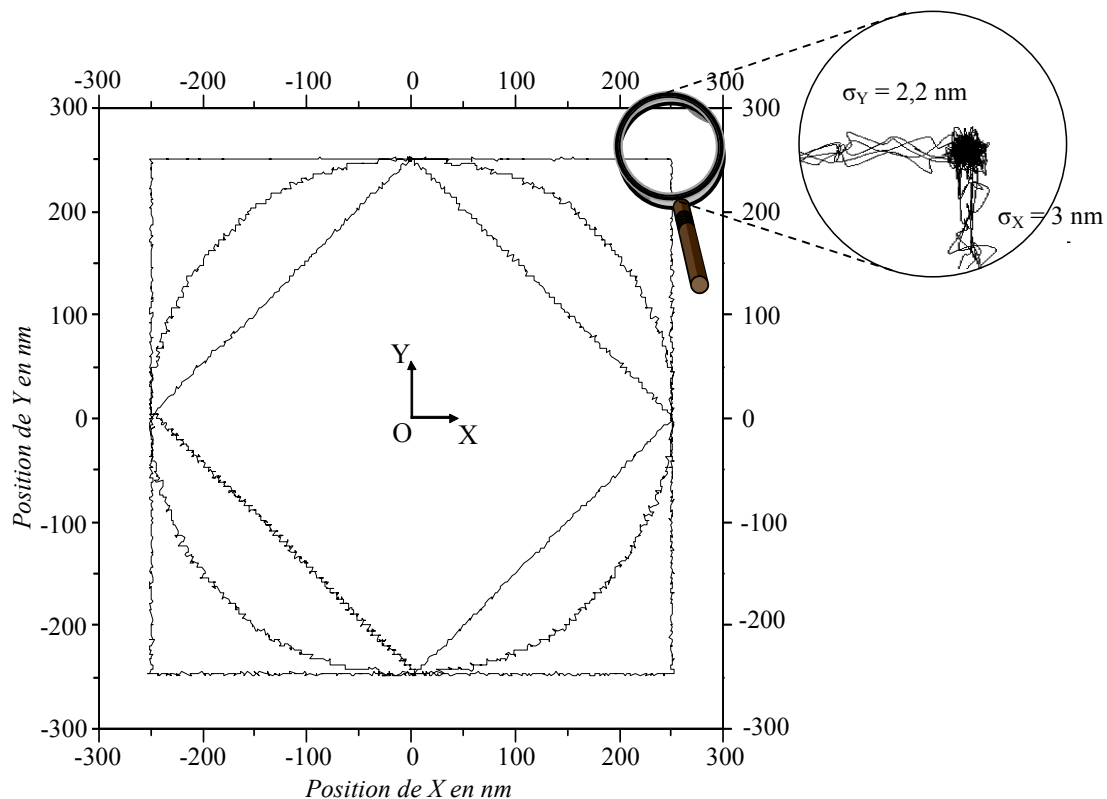 -300 -200 -100 0 100 200 300
300 300
σY = 2,2 nm
200 200
σX = 3 nm
100 100
Y
Position de Y en nm
0 0
O X
-100 -100
-200 -200
-300 -300
-300 -200 -100 0 100 200 300
Position de X en nm